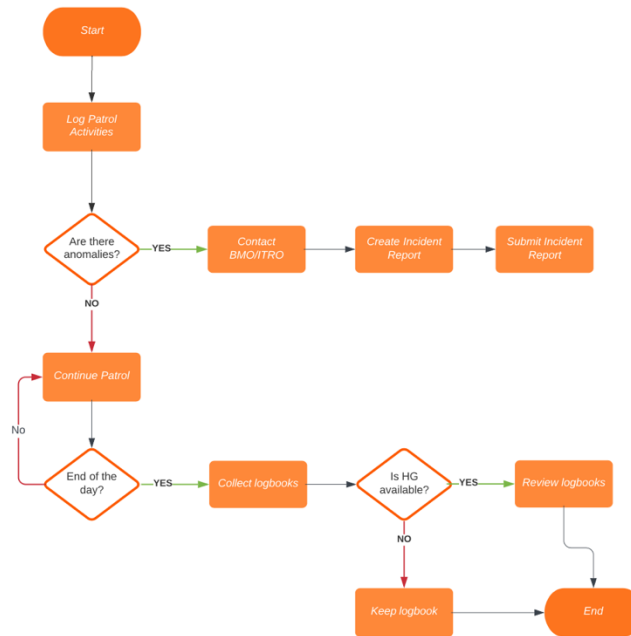 Start
Log Patrol
Activities
Are there
anomalies?
YES
Contact
BMO/ITRO
Create Incident
Report
Submit Incident
Report
NO
Continue Patrol
No
End of the
day?
YES
Collect logbooks
Is HG
available?
YES
Review logbooks
NO
Keep logbook
End